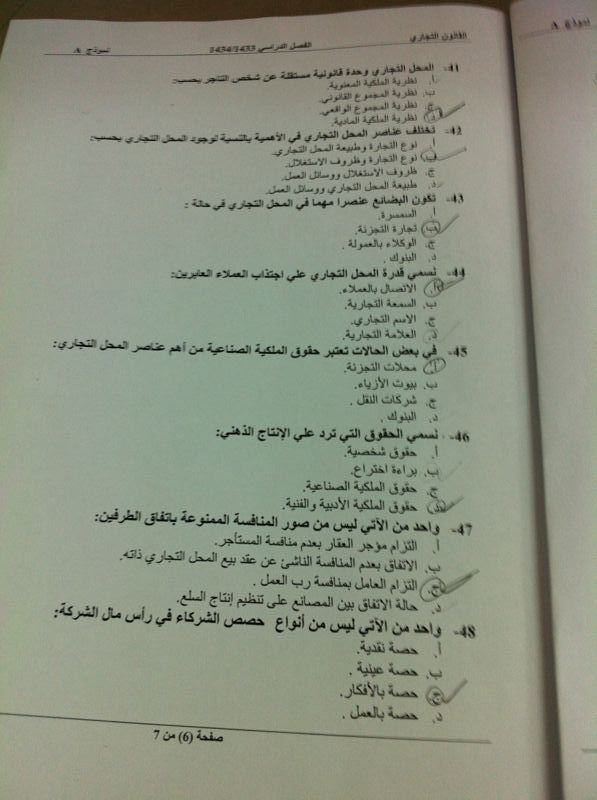 القانون التجاري
الفصل الدراسي 1434/1433
نموذج A
41- المحل التجاري وحدة قانونية مستقلة عن شخص التاجر بحسب:
أ. نظرية الملكية المعنوية.
ب. نظرية المجموع القانوني.
ج. نظرية المجموع الواقعي.
د. نظرية الملكية المادية.
42- تختلف عناصر المحل التجاري في الأهمية بالنسبة لوجود المحل التجاري بحسب:
أ. نوع التجارة وطبيعة المحل التجاري.
ب. نوع التجارة وظروف الاستغلال.
ج. ظروف الاستغلال ووسائل العمل.
د. طبيعة المحل التجاري ووسائل العمل.
43- تكون البضائع عنصرا مهما في المحل التجاري في حالة :
أ. السمسرة.
ب. تجارة التجزئة.
ج. الوكلاء بالعمولة .
د. البنوك .
44- نسمي قدرة المحل التجاري علي اجتذاب العملاء العابرين:
أ. الاتصال بالعملاء.
ب. السمعة التجارية.
ج. الاسم التجاري.
د. العلامة التجارية.
45- في بعض الحالات تعتبر حقوق الملكية الصناعية من أهم عناصر المحل التجاري:
أ. محلات التجزئة.
ب. بيوت الأزياء.
ج. شركات النقل .
د. البنوك .
46- نسمي الحقوق التي ترد علي الإنتاج الذهني:
أ. حقوق شخصية.
ب. براءة اختراع.
ج. حقوق الملكية الصناعية.
د. حقوق الملكية الأدبية والفنية.
47- واحد من الآتي ليس من صور المنافسة الممنوعة باتفاق الطرفين:
أ. التزام مؤجر العقار بعدم منافسة المستأجر.
ب. الاتفاق بعدم المنافسة الناشئ عن عقد بيع المحل التجاري ذاته.
ج. التزام العامل بمنافسة رب العمل .
د. حالة الاتفاق بين المصانع على تنظيم إنتاج السلع.
48- واحد من الآتي ليس من أنواع حصص الشركاء في رأس مال الشركة:
أ. حصة نقدية.
ب. حصة عينية .
ج. حصة بالأفكار.
د. حصة بالعمل .
صفحة (6) من 7
نموذج A